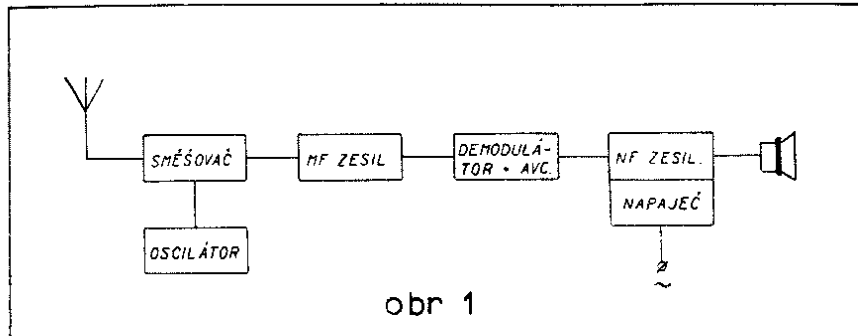 SMĚŠOVAČ
MF ZESIL
DEMODULÁ-
TOR + AVC.
NF ZESIL.
NAPAJEČ
OSCILÁTOR
~
obr 1